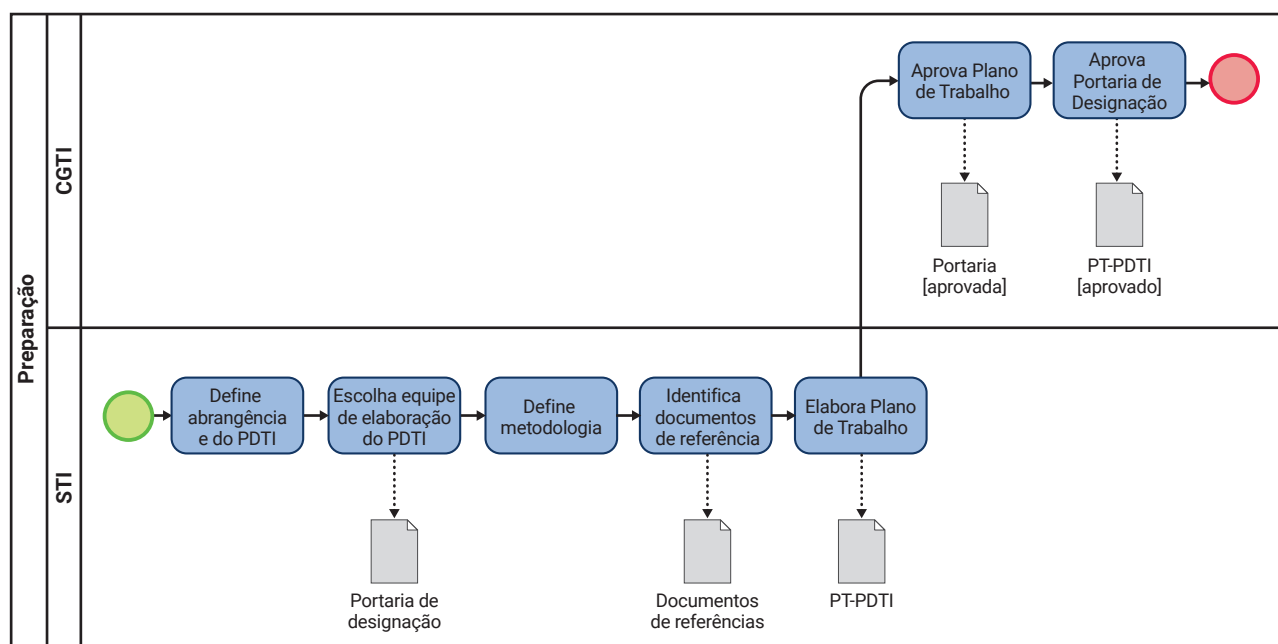 Preparação
CGTI
Aprova Plano
de Trabalho
Aprova
Portaria de
Designação
Portaria
[aprovada]
PT-PDTI
[aprovado]
STI
Define
abrangência
e do PDTI
Escolha equipe
de elaboração
do PDTI
Define
metodologia
Identifica
documentos
de referência
Elabora Plano
de Trabalho
Portaria de
designação
Documentos
de referências
PT-PDTI